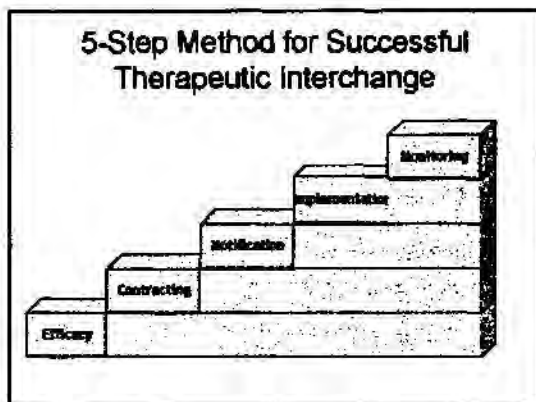 5-Step Method for Successful
Therapeutic Interchange
Monitoring
Implementation
Notification
Contracting
Efficacy